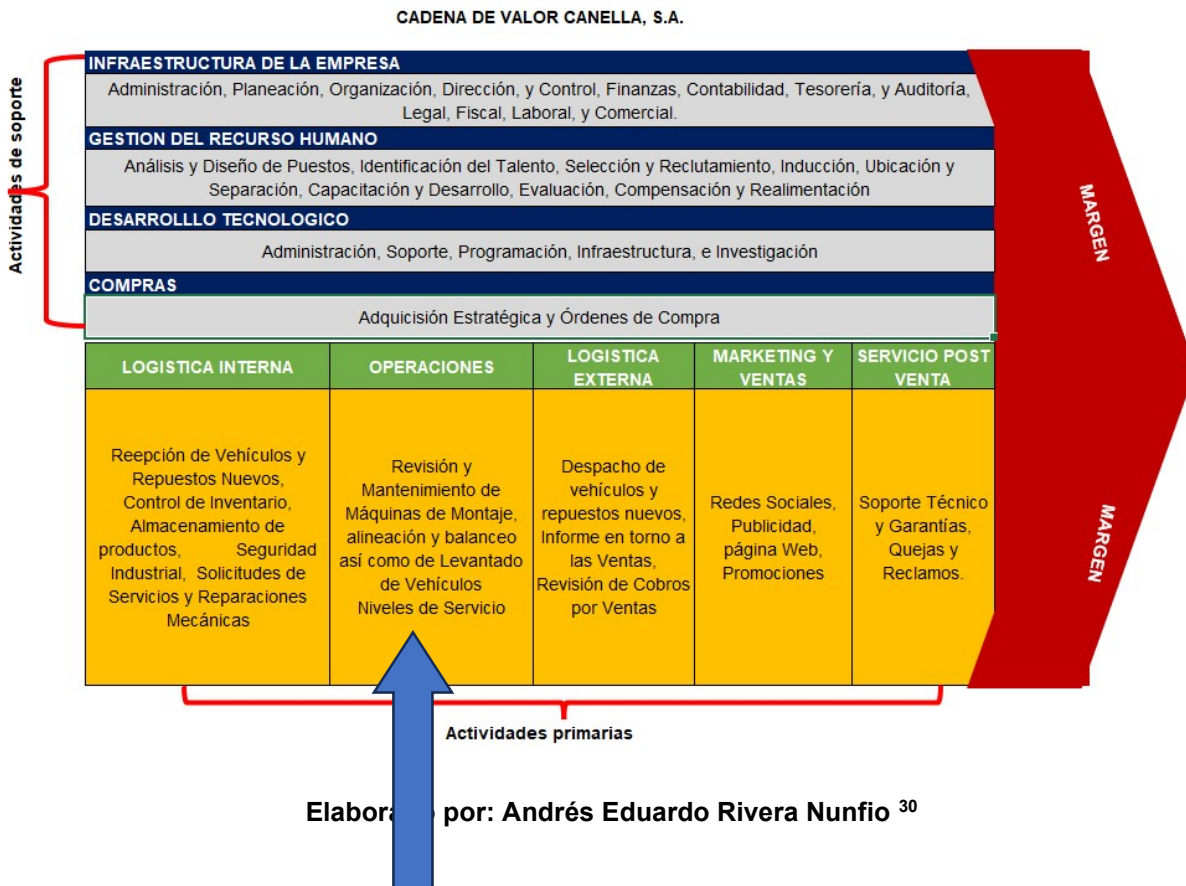 CADENA DE VALOR CANELLA, S.A.
Actividades de soporte
INFRAESTRUCTURA DE LA EMPRESA
Administración, Planeación, Organización, Dirección, y Control, Finanzas, Contabilidad, Tesorería, y Auditoría,
Legal, Fiscal, Laboral, y Comercial.
GESTION DEL RECURSO HUMANO
Análisis y Diseño de Puestos, Identificación del Talento, Selección y Reclutamiento, Inducción, Ubicación y
Separación, Capacitación y Desarrollo, Evaluación, Compensación y Realimentación
DESARROLLLO TECNOLOGICO
Administración, Soporte, Programación, Infraestructura, e Investigación
COMPRAS
Adquicisión Estratégica y Órdenes de Compra
MARGEN
MARGEN
LOGISTICA INTERNA
Reepción de Vehículos y
Repuestos Nuevos,
Control de Inventario,
Almacenamiento de
productos, Seguridad
Industrial, Solicitudes de
Servicios y Reparaciones
Mecánicas
OPERACIONES
Revisión y
Mantenimiento de
Máquinas de Montaje,
alineación y balanceo
así como de Levantado
de Vehículos
Niveles de Servicio
LOGISTICA
EXTERNA
Despacho de
vehículos y
repuestos nuevos,
Informe en torno a
las Ventas,
Revisión de Cobros
por Ventas
MARKETING Y
VENTAS
Redes Sociales,
Publicidad,
página Web,
Promociones
SERVICIO POST
VENTA
Soporte Técnico
y Garantías,
Quejas y
Reclamos.
Actividades primarias
por: Andrés Eduardo Rivera Nunfio 30